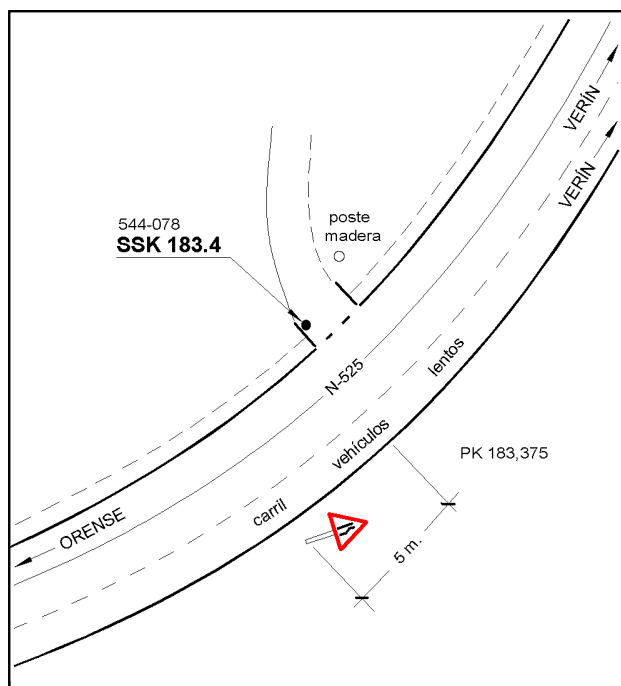 VERÍN
VERÍN
544-078
SSK 183.4
poste
madera
N-525
lentos
vehículos
carril
PK 183,375
ORENSE
5 m.